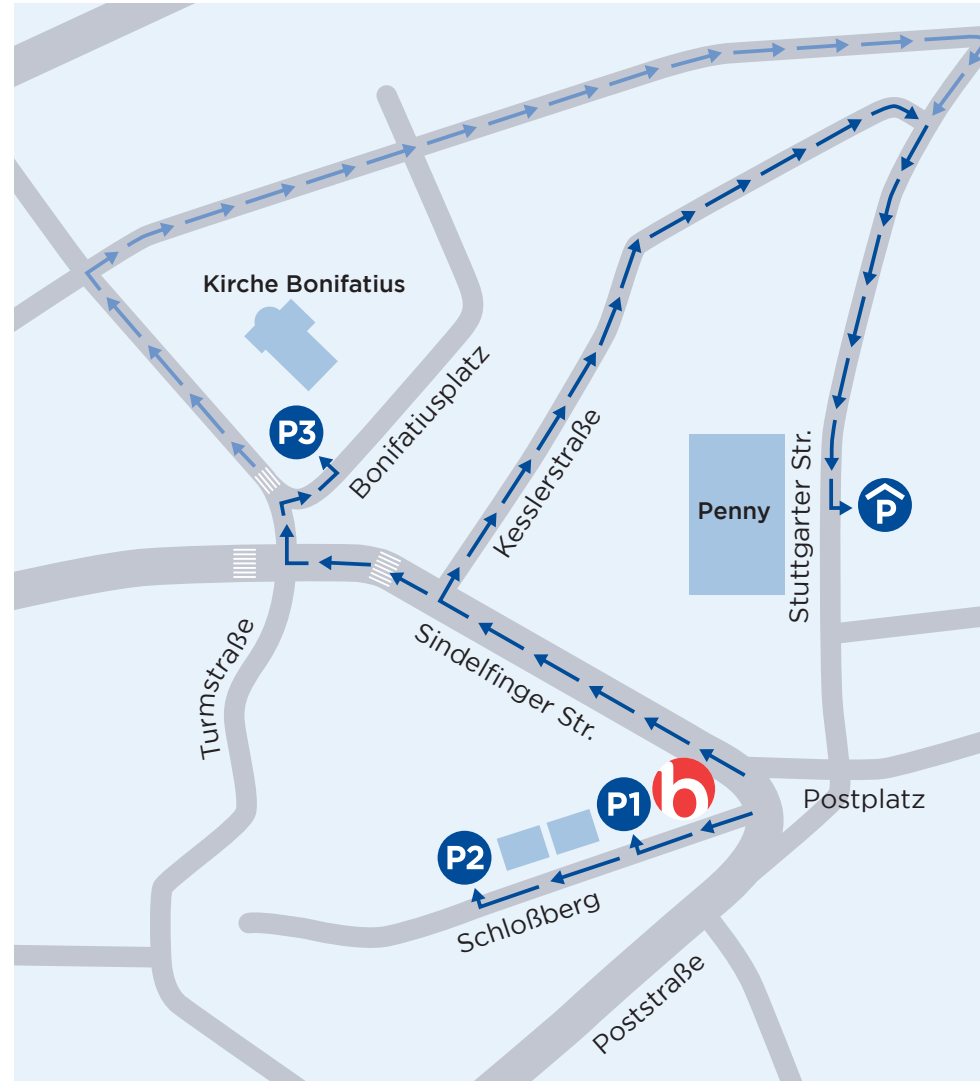 Kirche Bonifatius
P3
Bonifatiusplatz
Kesslerstraße
Penny
Stuttgarter Str.
P
Turmstraße
Sindelfinger Str.
b
P1
Postplatz
P2
Schloßberg
Poststraße